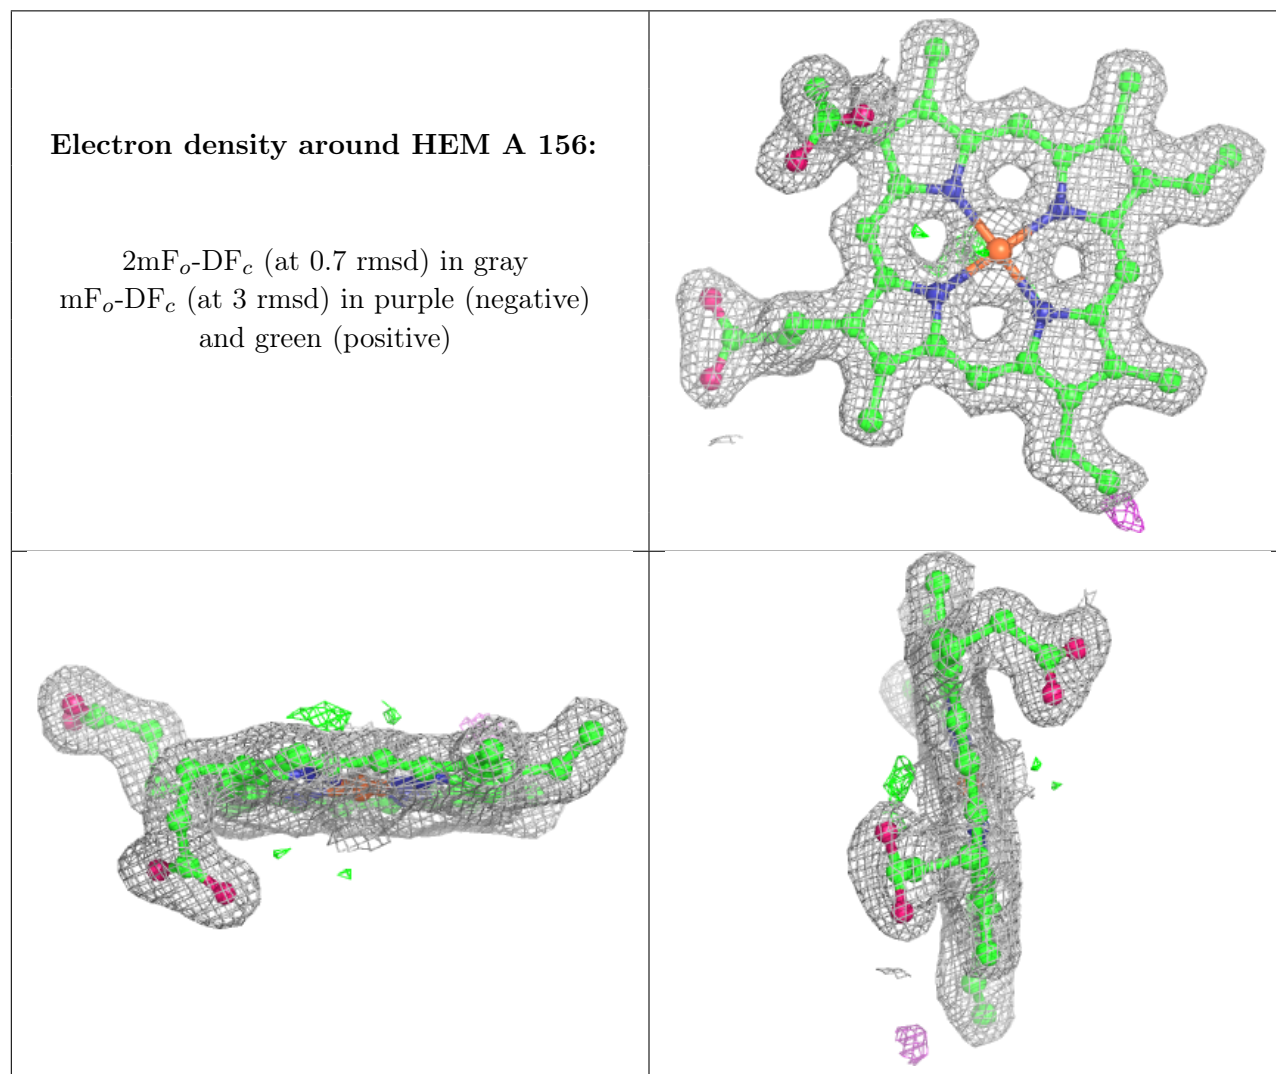 Electron density around HEM A 156:
2mFo-DFc (at 0.7 rmsd) in gray
mFo-DFc (at 3 rmsd) in purple (negative)
and green (positive)